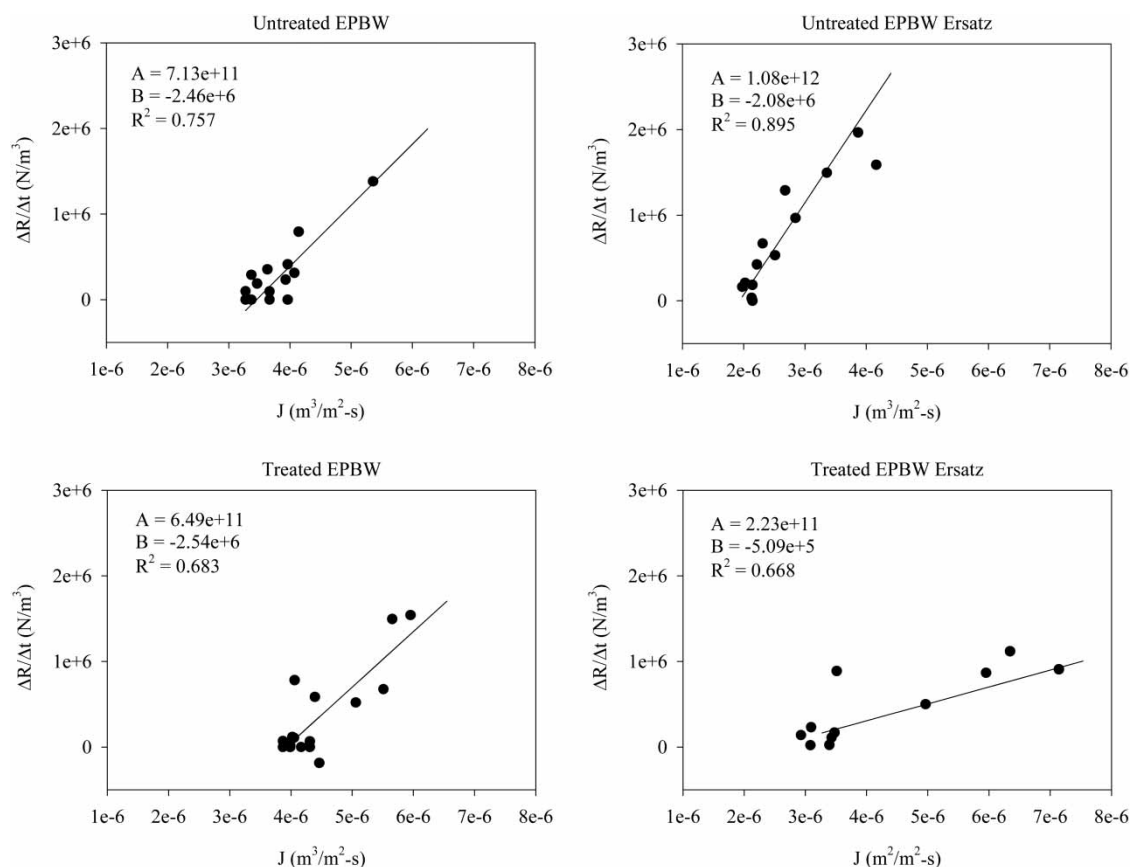 Untreated EPBW
3e+6
2e+6
1e+6
0
ΔR/Δt (N/m³)
A = 7.13e+11
B = -2.46e+6
R² = 0.757
1e-6 2e-6 3e-6 4e-6 5e-6 6e-6 7e-6 8e-6
J (m³/m²-s)
Untreated EPBW Ersatz
3e+6
2e+6
1e+6
0
ΔR/Δt (N/m³)
A = 1.08e+12
B = -2.08e+6
R² = 0.895
1e-6 2e-6 3e-6 4e-6 5e-6 6e-6 7e-6 8e-6
J (m³/m²-s)
Treated EPBW
3e+6
2e+6
1e+6
0
ΔR/Δt (N/m³)
A = 6.49e+11
B = -2.54e+6
R² = 0.683
1e-6 2e-6 3e-6 4e-6 5e-6 6e-6 7e-6 8e-6
J (m³/m²-s)
Treated EPBW Ersatz
3e+6
2e+6
1e+6
0
ΔR/Δt (N/m³)
A = 2.23e+11
B = -5.09e+5
R² = 0.668
1e-6 2e-6 3e-6 4e-6 5e-6 6e-6 7e-6 8e-6
J (m²/m²-s)